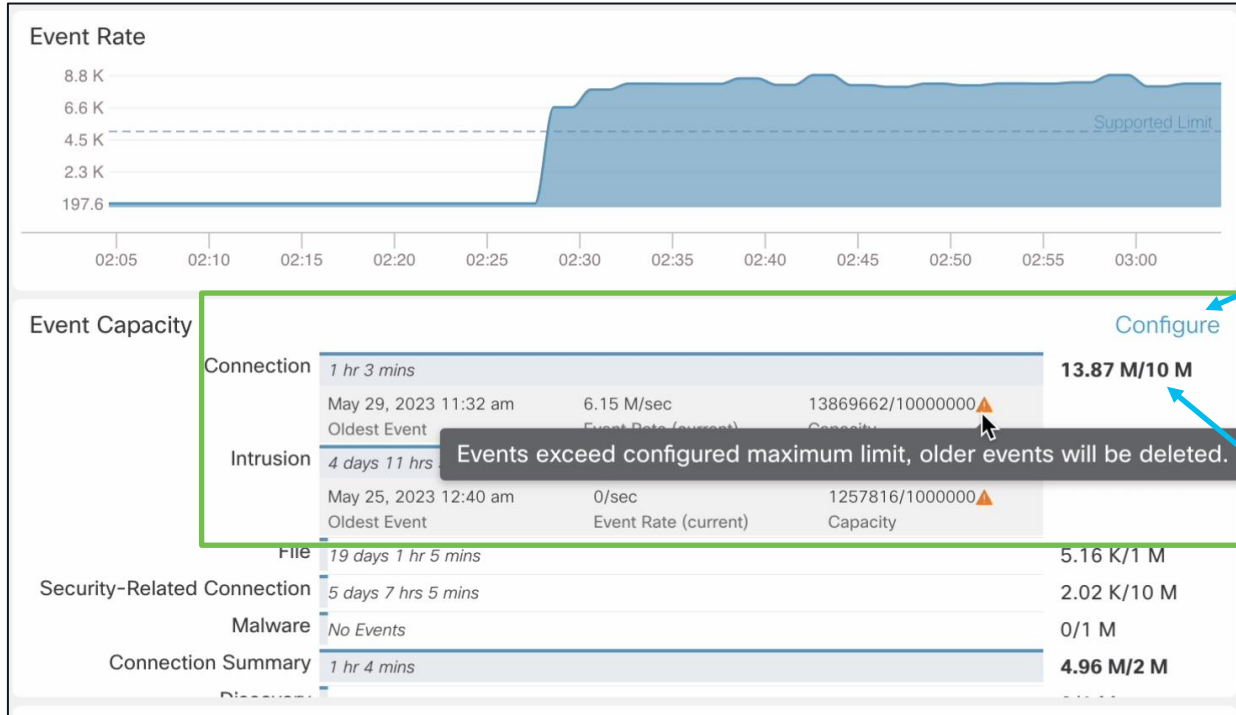 Event Rate
8.8 K
6.6 K
Supported Limit
4.5 K
2.3 K
197.6
02:05 02:10 02:15 02:20 02:25 02:30 02:35 02:40 02:45 02:50 02:55 03:00
Event Capacity
Configure
Connection 1 hr 3 mins 13.87 M/10 M
May 29, 2023 11:32 am 6.15 M/sec 13869662/10000000
Oldest Event Event Rate (current) Capacity
Intrusion 4 days 11 hrs
Events exceed configured maximum limit, older events will be deleted.
May 25, 2023 12:40 am 0/sec 1257816/1000000
Oldest Event Event Rate (current) Capacity
File 19 days 1 hr 5 mins 5.16 K/1 M
Security-Related Connection 5 days 7 hrs 5 mins 2.02 K/10 M
Malware No Events 0/1 M
Connection Summary 1 hr 4 mins 4.96 M/2 M
Discovery